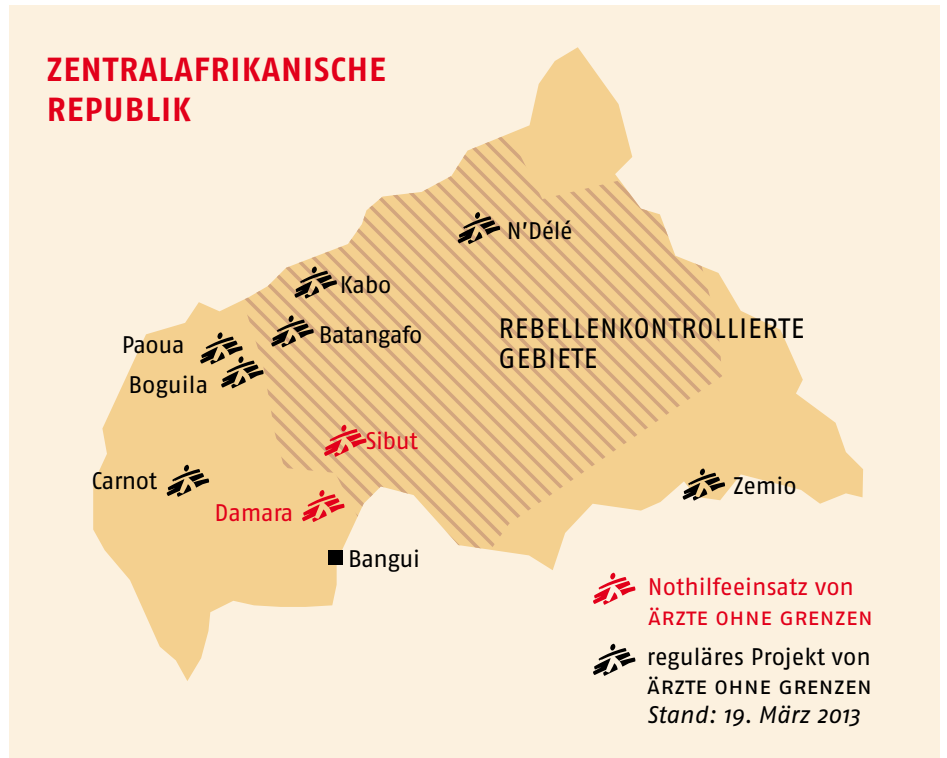 ZENTRALAFRIKANISCHE
REPUBLIK
N'Délé
Kabo
Batangafo
REBELLENKONTROLLIERTE
GEBIETE
Paoua
Boguila
Sibut
Carnot
Damara
Zemio
Bangui
Nothilfeeinsatz von
ÄRZTE OHNE GRENZEN
reguläres Projekt von
ÄRZTE OHNE GRENZEN
Stand: 19. März 2013